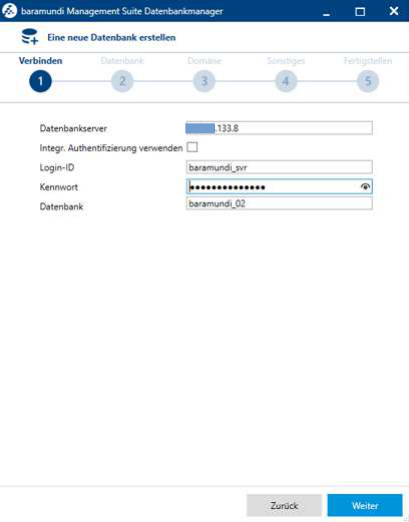 baramundi Management Suite Datenbankmanager
Eine neue Datenbank erstellen
Verbinden Datenbank Domäne Sonstiges Fertigstellen
1 2 3 4 5
Datenbankserver .133.8
Integr. Authentifizierung verwenden
Login-ID baramundi_svr
Kennwort ●●●●●●●●●●●●●●
Datenbank baramundi_02
Zurück Weiter